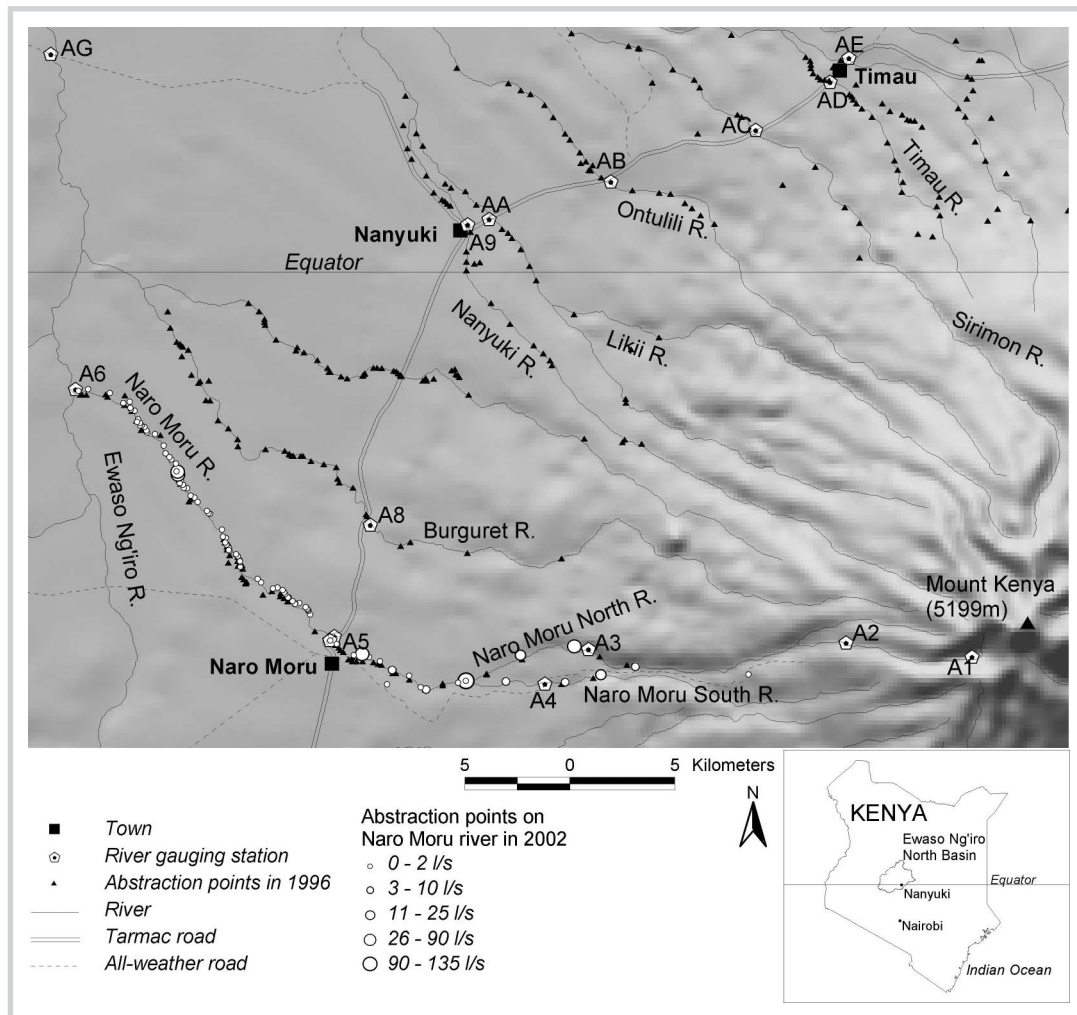 AG
AE
Timau
AD
AC
AB
Timau R.
AA
Ontulili R.
Nanyuki
A9
Equator
Nanyuki R.
Likii R.
Sirimon R.
A6
Naro Moru R.
Ewaso Ng'iro R.
A8
Burguret R.
Mount Kenya
(5199m)
Naro Moru North R.
A5
A3
A2
A1
Naro Moru
A4
Naro Moru South R.
5 0 5 Kilometers
N
Town
River gauging station
Abstraction points in 1996
River
Tarmac road
All-weather road
Abstraction points on
Naro Moru river in 2002
0 - 2 l/s
3 - 10 l/s
11 - 25 l/s
26 - 90 l/s
90 - 135 l/s
KENYA
Ewaso Ng'iro
North Basin
Equator
Nanyuki
Nairobi
Indian Ocean